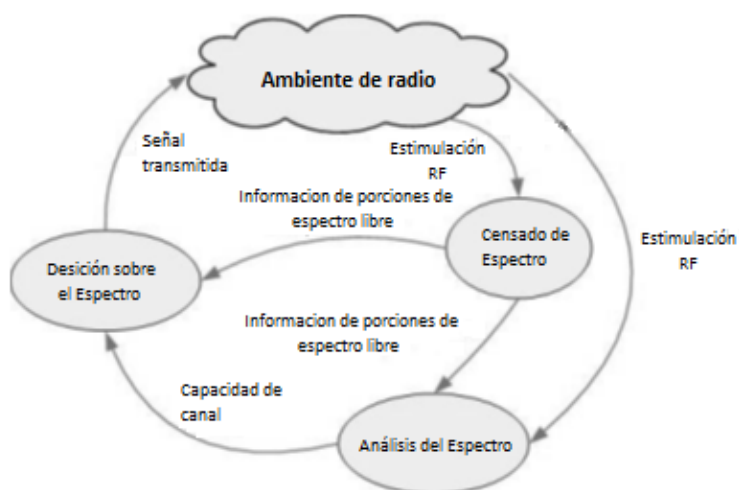 Ambiente de radio
Señal
transmitida
Estimulación
RF
Informacion de porciones de
espectro libre
Censado de
Espectro
Estimulación
RF
Desición sobre
el Espectro
Informacion de porciones de
espectro libre
Capacidad de
canal
Análisis del Espectro